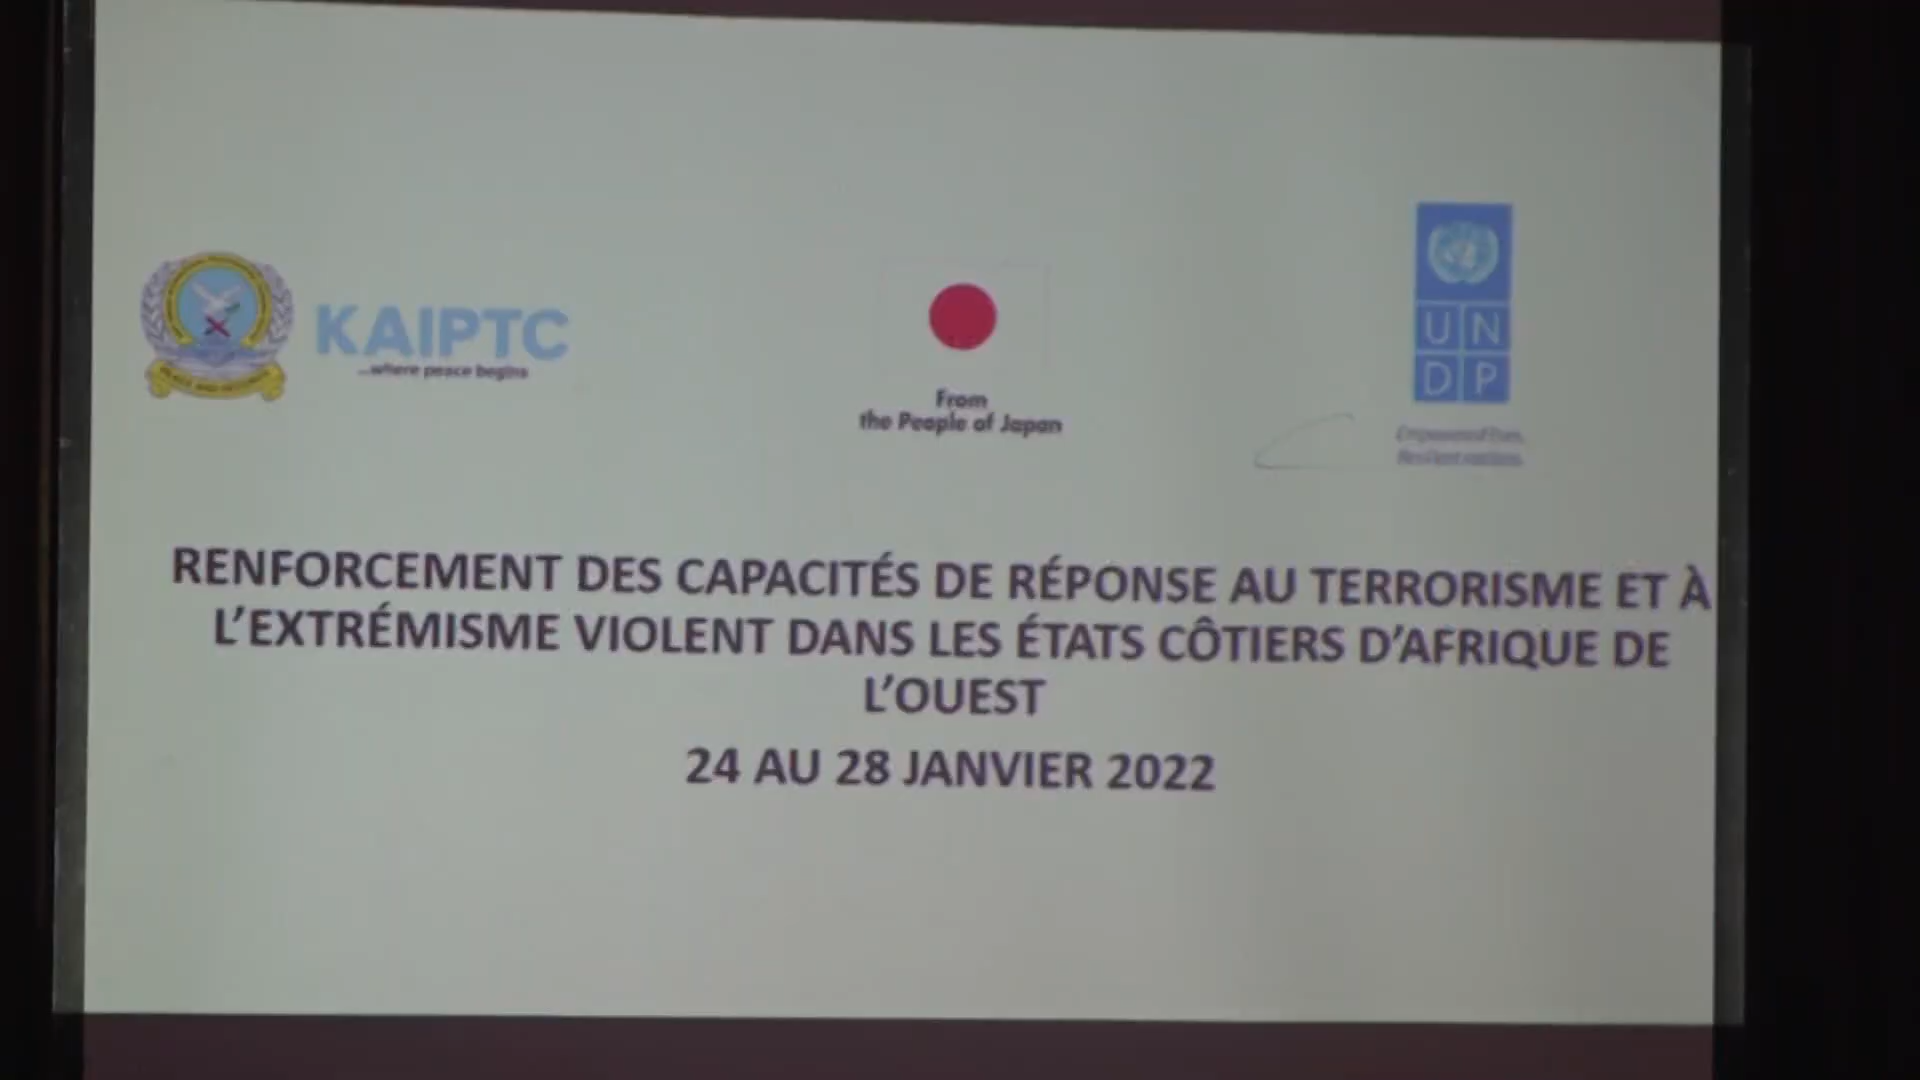 KAIPTC
...where peace begins
From
the People of Japan
U N
D P
RENFORCEMENT DES CAPACITÉS DE RÉPONSE AU TERRORISME ET À
L'EXTRÉMISME VIOLENT DANS LES ÉTATS CÔTIERS D'AFRIQUE DE
L'OUEST
24 AU 28 JANVIER 2022